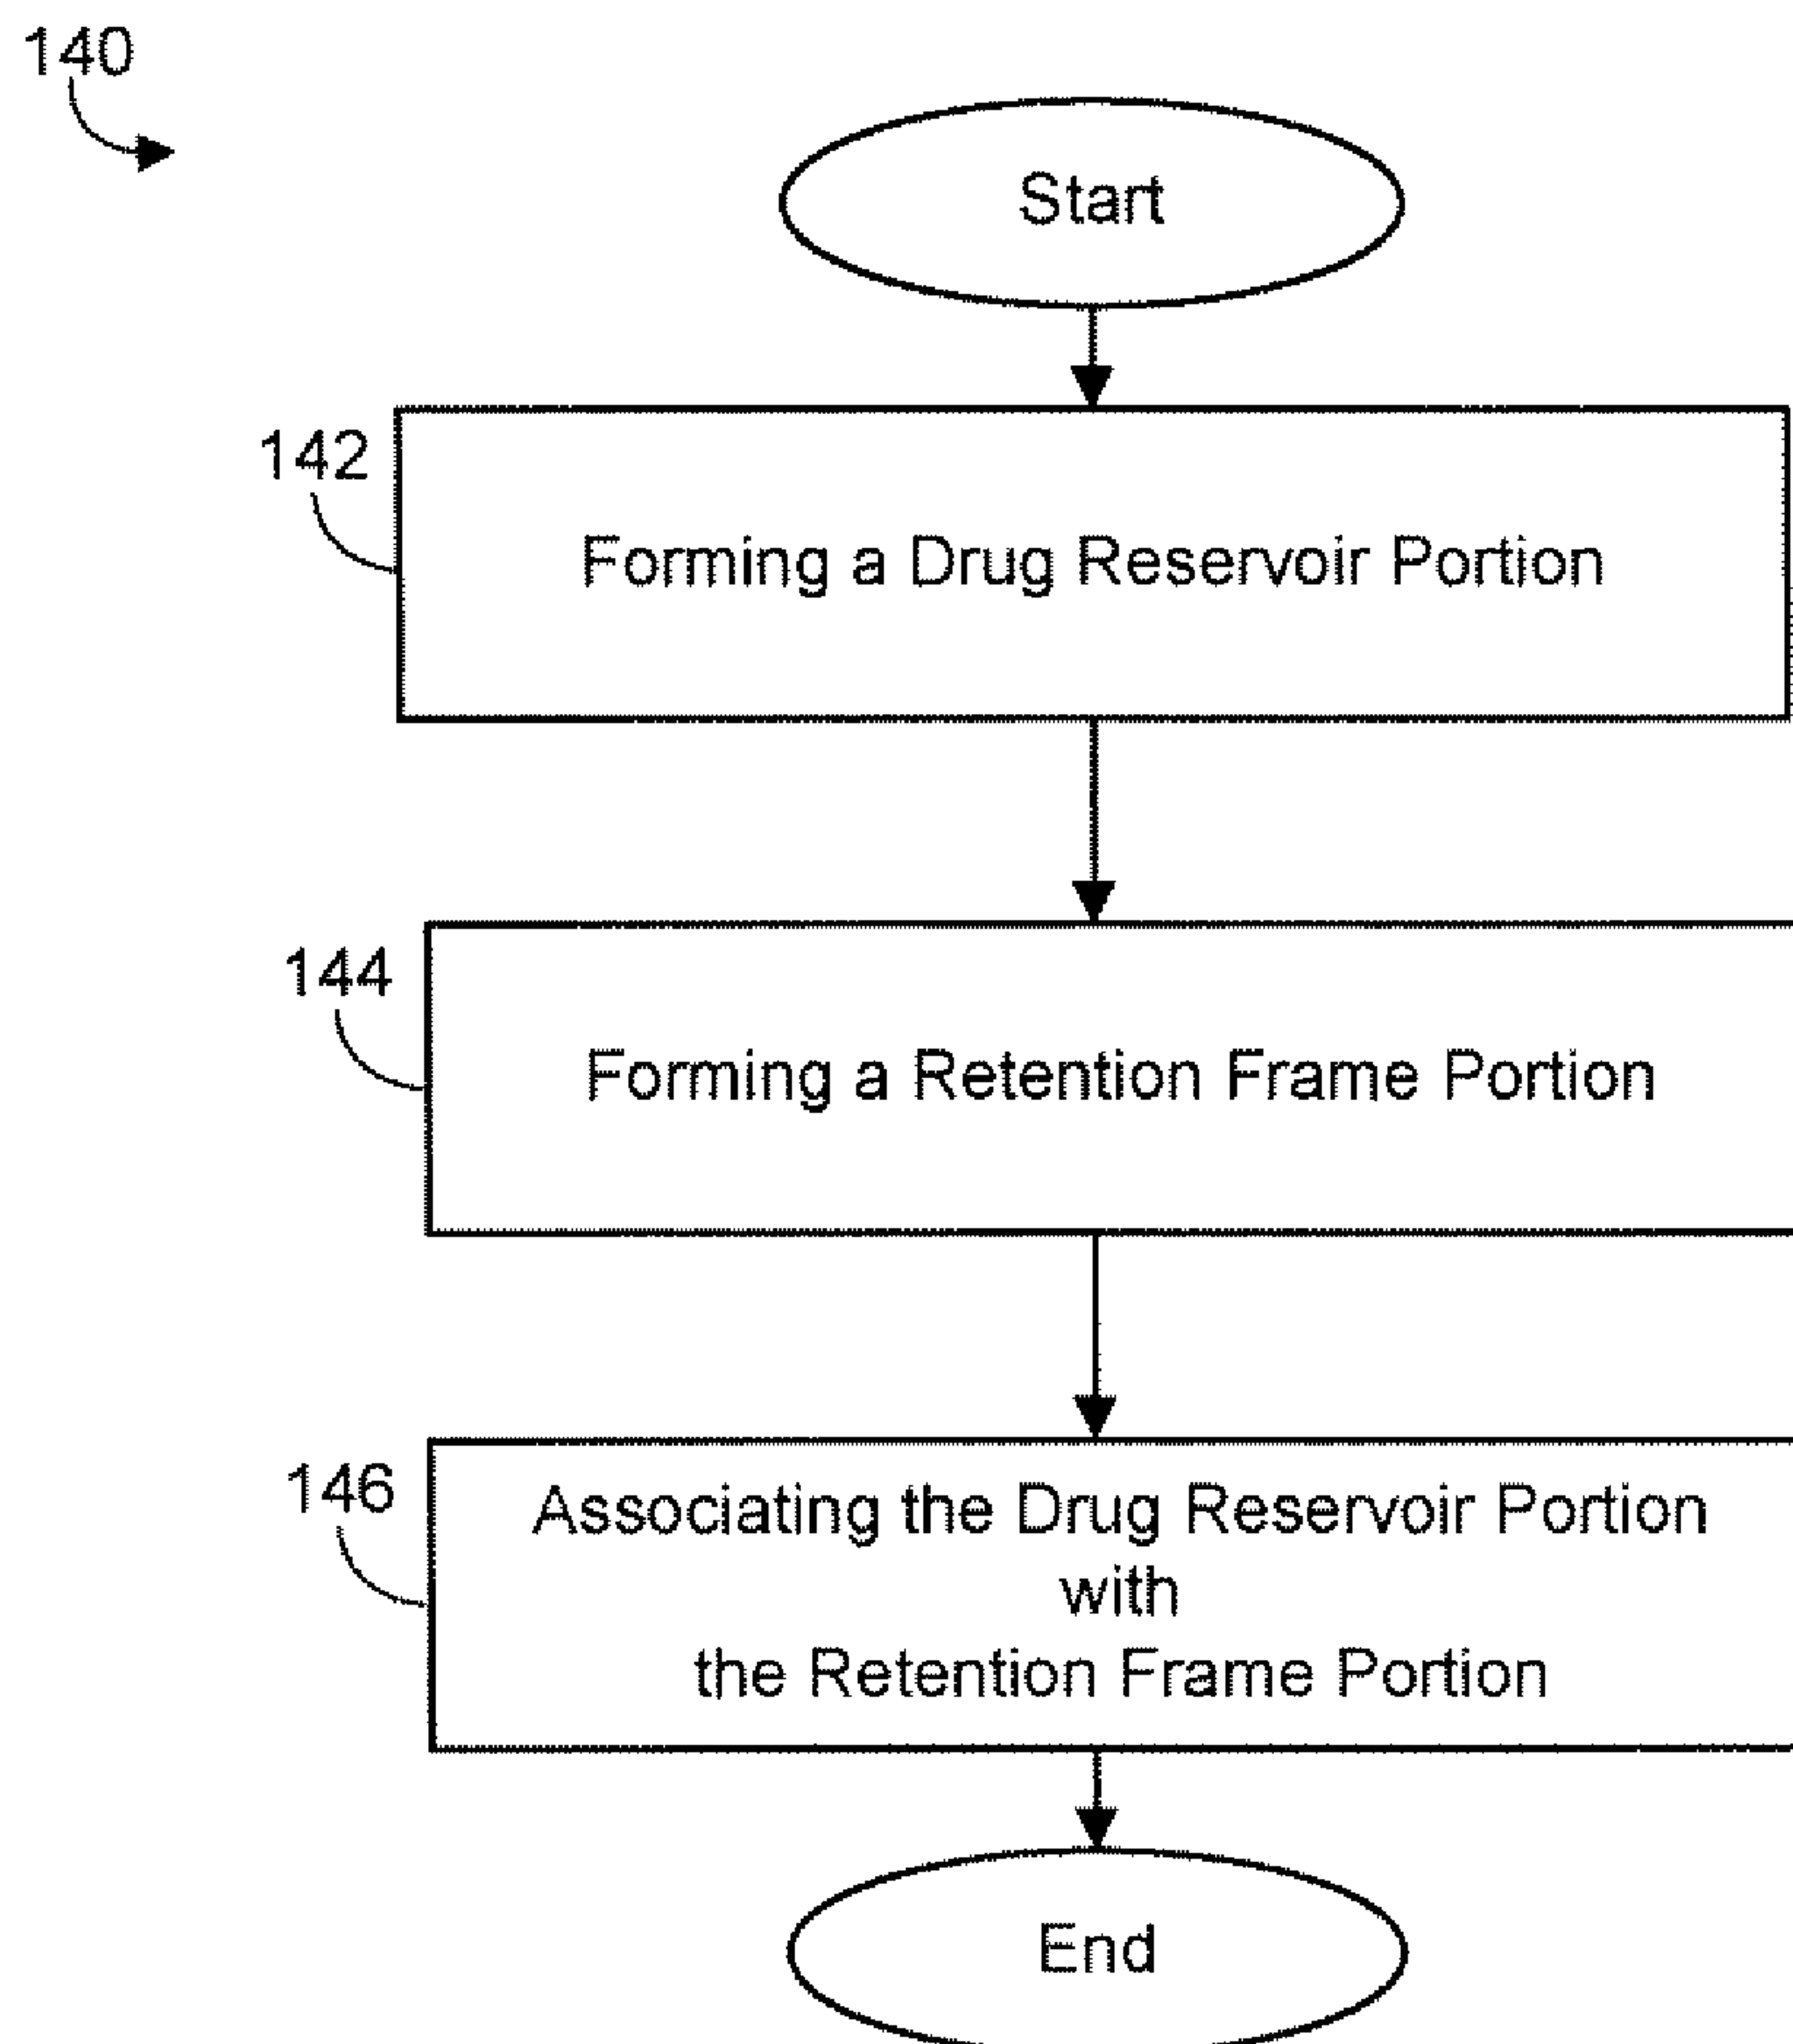 140
Start
142
Forming a Drug Reservoir Portion
144
Forming a Retention Frame Portion
146
Associating the Drug Reservoir Portion
with
the Retention Frame Portion
End